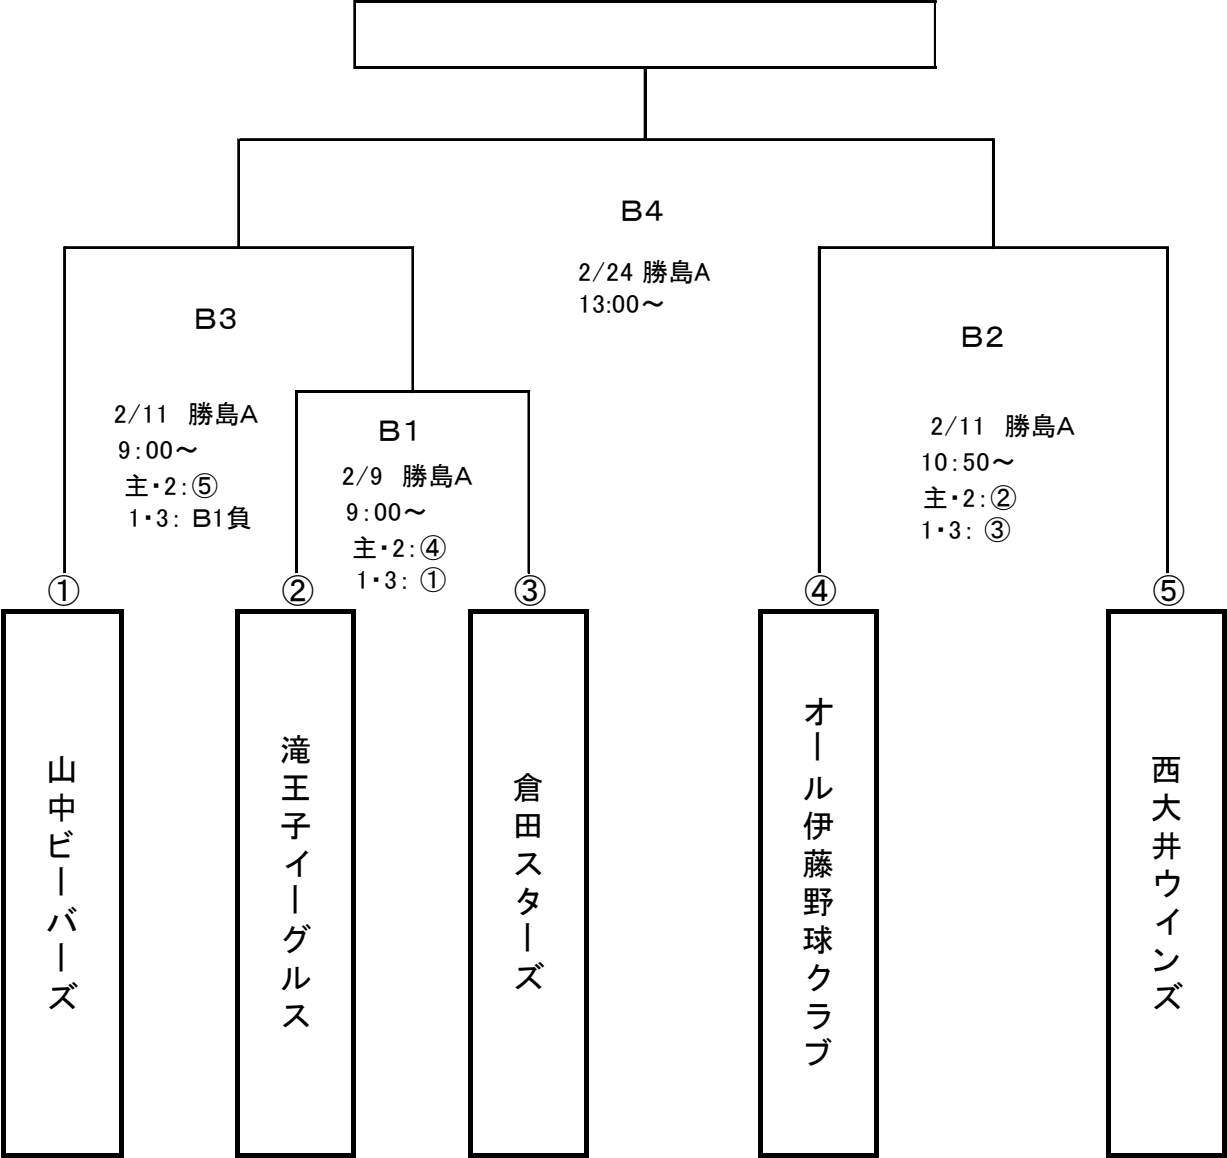 B4
2/24 勝島A
13:00～
B3
2/11 勝島A
9:00～
主・2:⑤
1・3: B1負
B1
2/9 勝島A
9:00～
主・2:④
1・3: ①
B2
2/11 勝島A
10:50～
主・2:②
1・3: ③
①
②
③
④
⑤
山中ビーバーズ
滝王子イーグルス
倉田スターズ
オール伊藤野球クラブ
西大井ウインズ